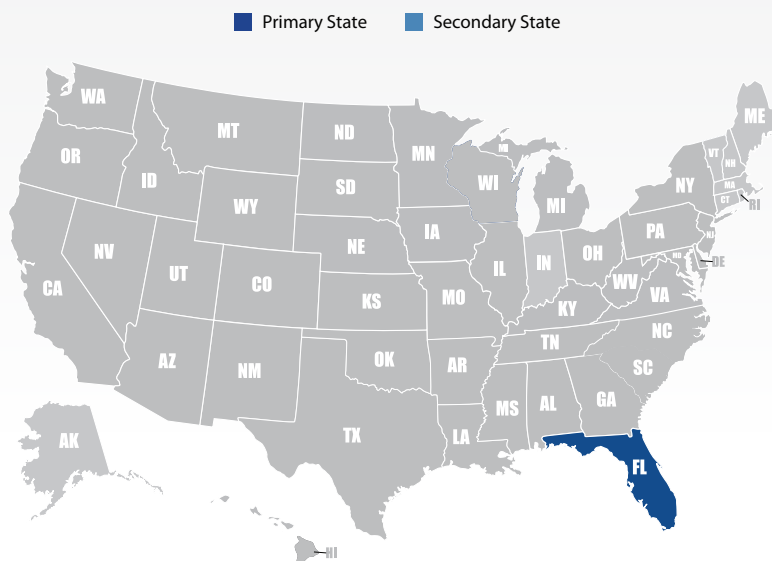 Primary State
Secondary State
WA
MT
ND
MN
MI
ME
VT
NH
OR
ID
SD
WI
NY
MA
CT
RI
WY
MI
IA
NE
PA
NJ
NV
UT
CO
IL
IN
OH
MD
DE
CA
KS
MO
WV
VA
KY
AZ
NM
OK
AR
TN
NC
SC
MS
AL
GA
TX
LA
AK
FL
HI